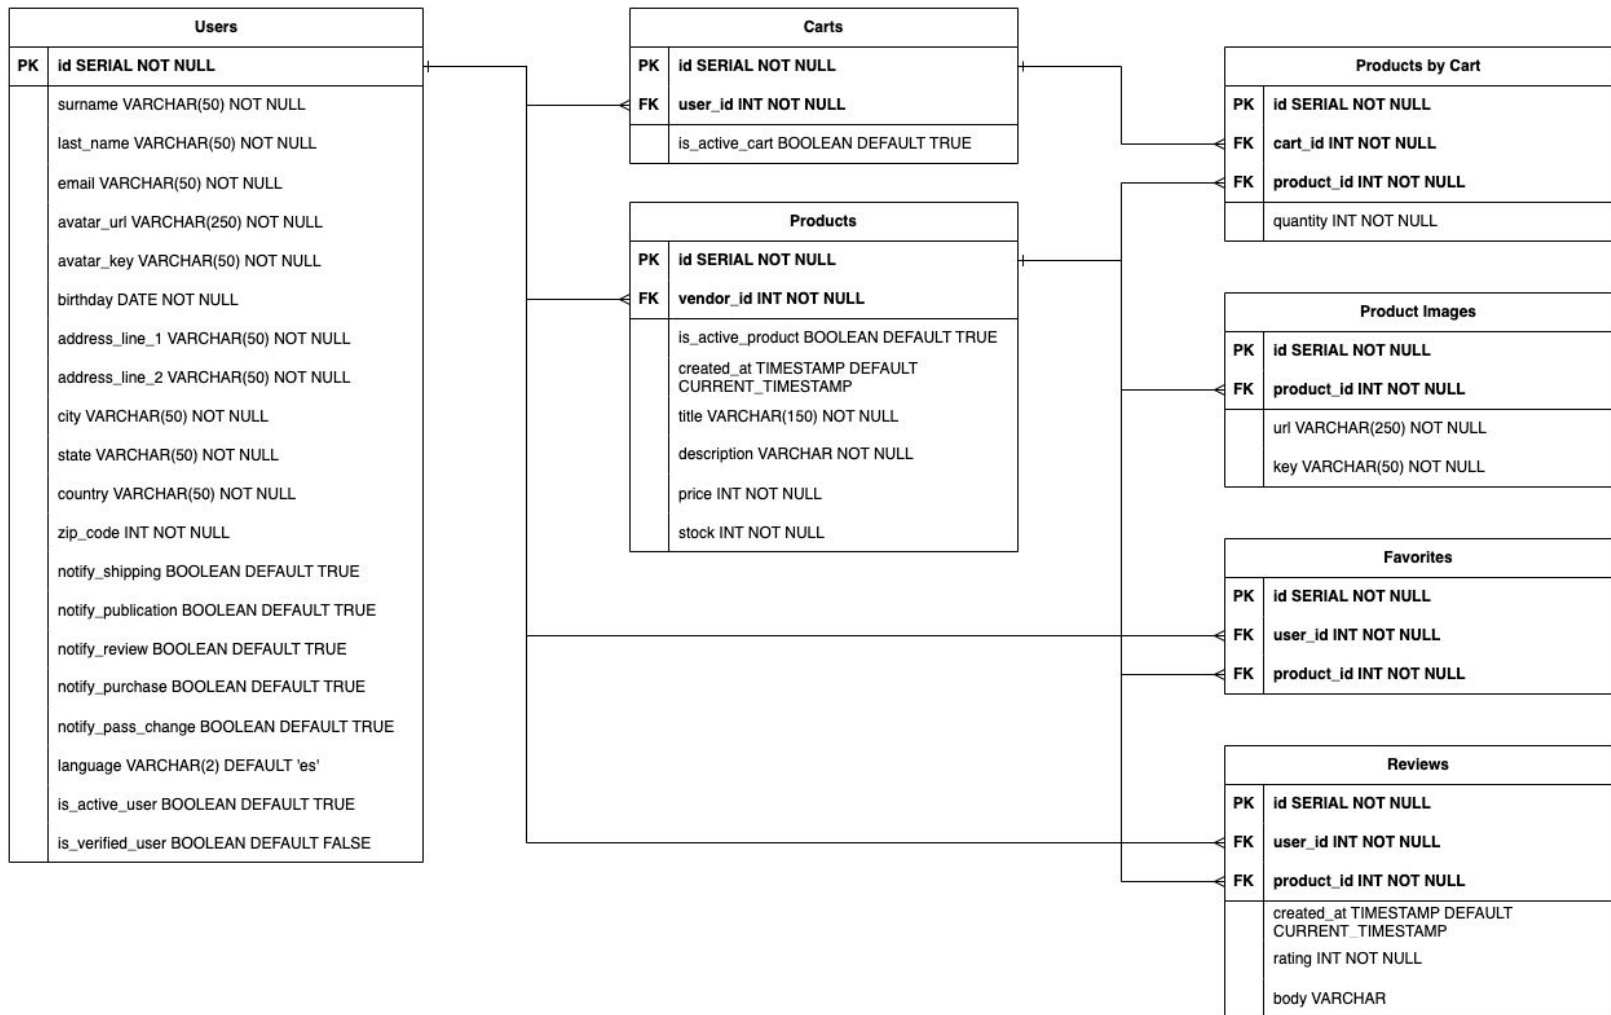 Users
PK id SERIAL NOT NULL
surname VARCHAR(50) NOT NULL
last_name VARCHAR(50) NOT NULL
email VARCHAR(50) NOT NULL
avatar_url VARCHAR(250) NOT NULL
avatar_key VARCHAR(50) NOT NULL
birthday DATE NOT NULL
address_line_1 VARCHAR(50) NOT NULL
address_line_2 VARCHAR(50) NOT NULL
city VARCHAR(50) NOT NULL
state VARCHAR(50) NOT NULL
country VARCHAR(50) NOT NULL
zip_code INT NOT NULL
notify_shipping BOOLEAN DEFAULT TRUE
notify_publication BOOLEAN DEFAULT TRUE
notify_review BOOLEAN DEFAULT TRUE
notify_purchase BOOLEAN DEFAULT TRUE
notify_pass_change BOOLEAN DEFAULT TRUE
language VARCHAR(2) DEFAULT 'es'
is_active_user BOOLEAN DEFAULT TRUE
is_verified_user BOOLEAN DEFAULT FALSE
Carts
PK id SERIAL NOT NULL
FK user_id INT NOT NULL
is_active_cart BOOLEAN DEFAULT TRUE
Products
PK id SERIAL NOT NULL
FK vendor_id INT NOT NULL
is_active_product BOOLEAN DEFAULT TRUE
created_at TIMESTAMP DEFAULT
CURRENT_TIMESTAMP
title VARCHAR(150) NOT NULL
description VARCHAR NOT NULL
price INT NOT NULL
stock INT NOT NULL
Products by Cart
PK id SERIAL NOT NULL
FK cart_id INT NOT NULL
FK product_id INT NOT NULL
quantity INT NOT NULL
Product Images
PK id SERIAL NOT NULL
FK product_id INT NOT NULL
url VARCHAR(250) NOT NULL
key VARCHAR(50) NOT NULL
Favorites
PK id SERIAL NOT NULL
FK user_id INT NOT NULL
FK product_id INT NOT NULL
Reviews
PK id SERIAL NOT NULL
FK user_id INT NOT NULL
FK product_id INT NOT NULL
created_at TIMESTAMP DEFAULT
CURRENT_TIMESTAMP
rating INT NOT NULL
body VARCHAR